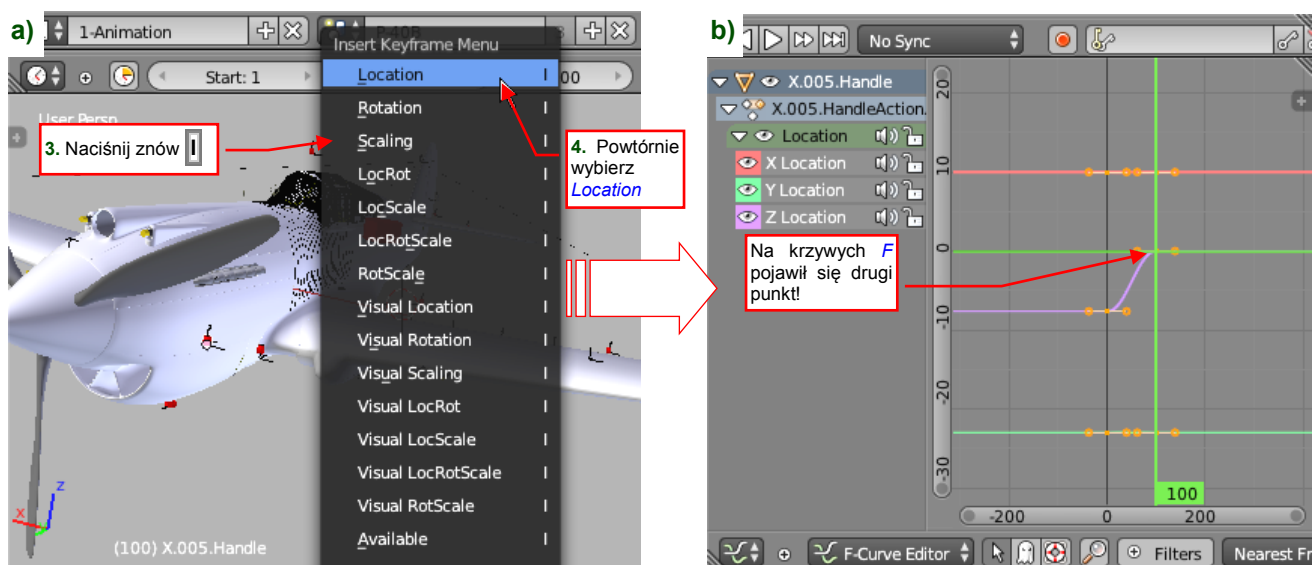 a)
1-Animation
P-40B
Start: 1
00
User Persp
Insert Keyframe Menu
Location I
Rotation I
Scaling I
LocRot I
LocScale I
LocRotScale I
RotScale I
Visual Location I
Visual Rotation I
Visual Scaling I
Visual LocRot I
Visual LocScale I
Visual LocRotScale I
Visual RotScale I
Available I
3. Naciśnij znów I
4. Powtórnie
wybierz
Location
z
x
(100) X.005.Handle
b)
No Sync
X.005.Handle
X.005.HandleAction.
Location
X Location
Y Location
Z Location
Na krzywych F
pojawił się drugi
punkt!
20
10
0
-10
-20
-30
100
-200 0 200
F-Curve Editor
Filters
Nearest Fr